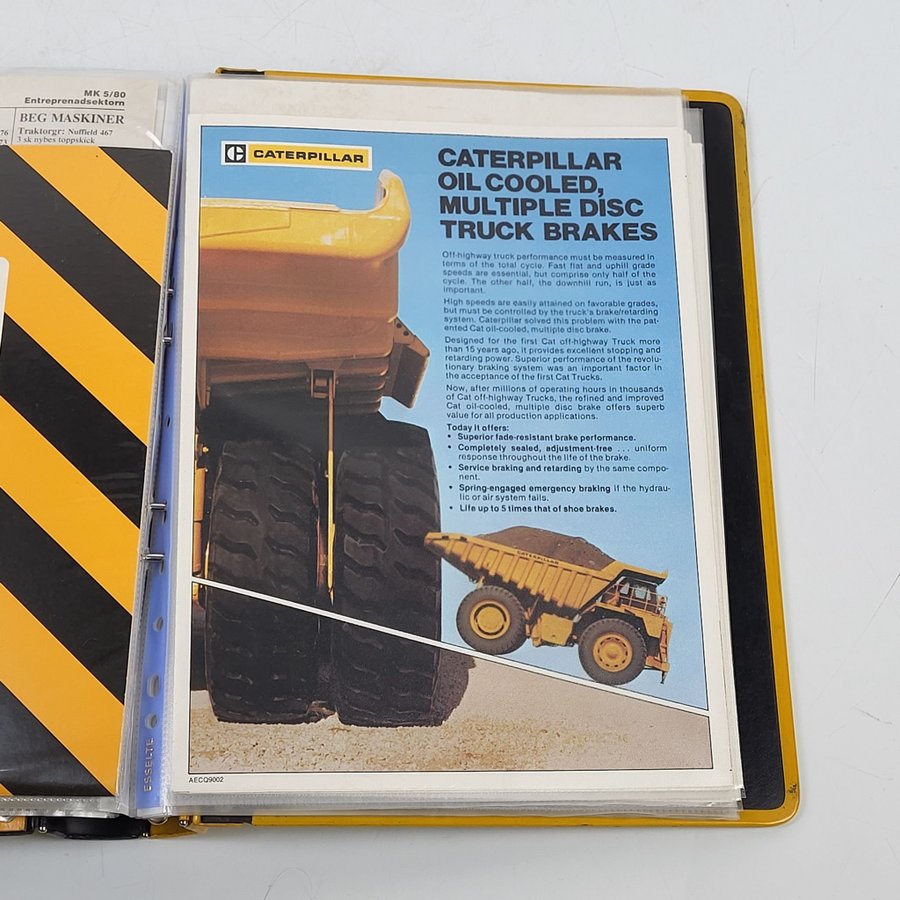 MK 5/80
Entreprenadsektorn
BEG MASKINER
76
Traktorgr: Nuffield 467
73
3 sk nybes toppskick
C CATERPILLAR
CATERPILLAR
OIL COOLED,
MULTIPLE DISC
TRUCK BRAKES
Off-highway truck performance must be measured in
terms of the total cycle. Fast flat and uphill grade
speeds are essential, but comprise only half of the
cycle. The other half, the downhill run, is just as
important.
High speeds are easily attained on favorable grades,
but must be controlled by the truck's brake/retarding
system. Caterpillar solved this problem with the pat-
ented Cat oil-cooled, multiple disc brake.
Designed for the first Cat off-highway Truck more
than 15 years ago, it provides excellent stopping and
retarding power. Superior performance of the revolu-
tionary braking system was an important factor in
the acceptance of the first Cat Trucks.
Now, after millions of operating hours in thousands
of Cat off-highway Trucks, the refined and improved
Cat oil-cooled, multiple disc brake offers superb
value for all production applications.
Today it offers:
• Superior fade-resistant brake performance.
• Completely sealed, adjustment-free ... uniform
response throughout the life of the brake.
• Service braking and retarding by the same compo-
nent.
• Spring-engaged emergency braking if the hydrau-
lic or air system fails.
• Life up to 5 times that of shoe brakes.
CATERPILLAR
AECQ9002
ESSELTE